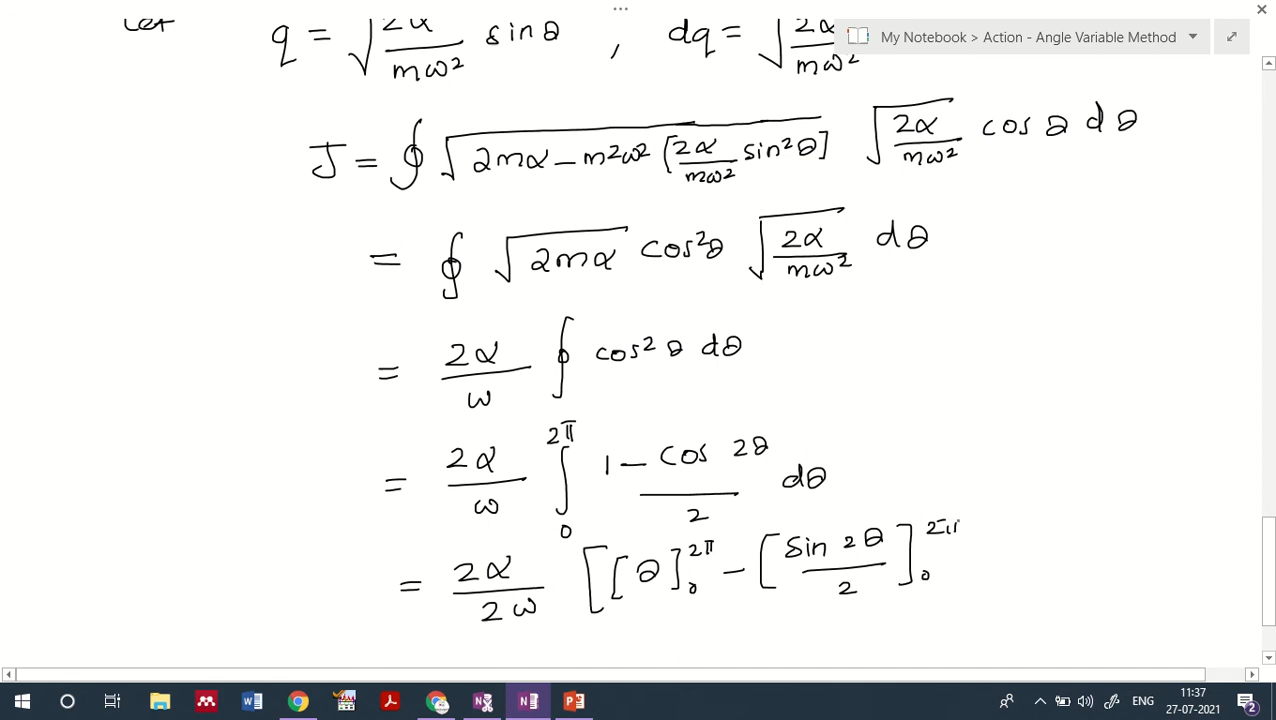 Let q = √(2α/mω²) sin θ , dq = √(2α/mω²)
My Notebook > Action - Angle Variable Method
J = ∮ √(2mα − m²ω² [2α/mω² sin²θ]) √(2α/mω²) cos θ dθ
= ∮ √(2mα) cos²θ √(2α/mω²) dθ
= 2α/ω ∮ cos² θ dθ
= 2α/ω ∫₀^2π (1 − cos 2θ)/2 dθ
= 2α/2ω [[θ]₀^2π − [sin 2θ/2]₀^2π
ENG
11:37
27-07-2021
2